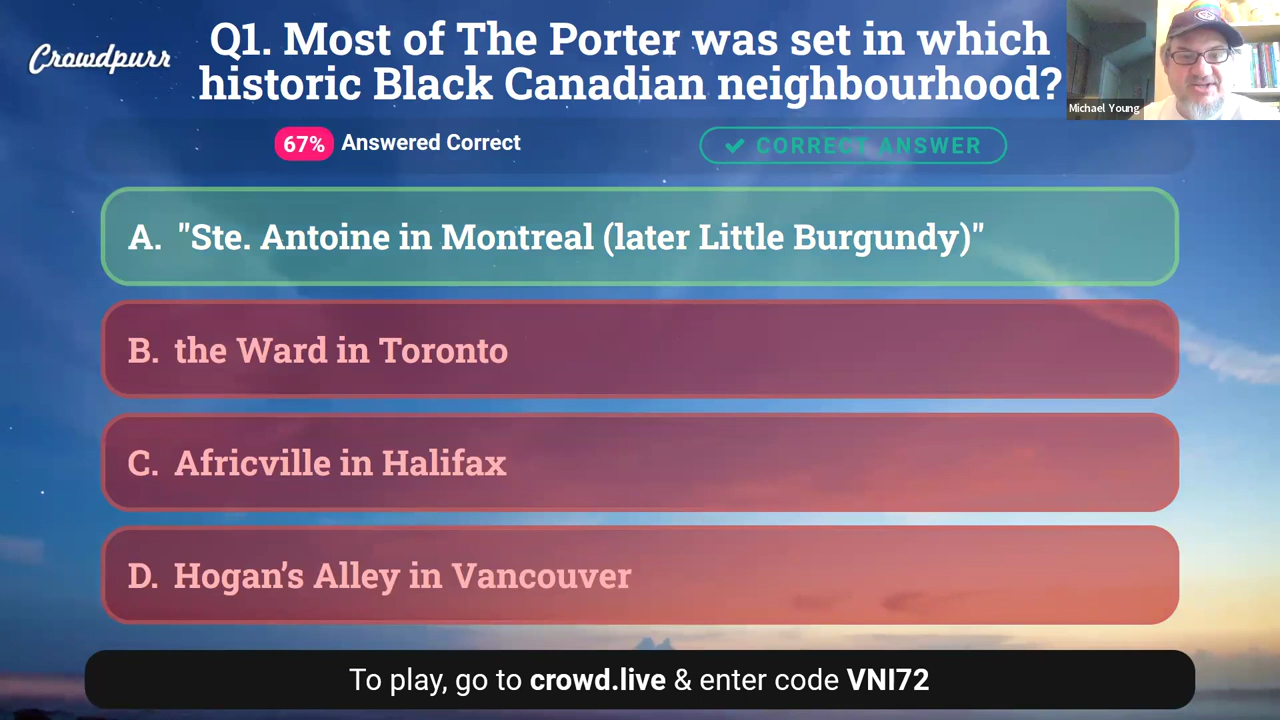 Crowdpurr
Q1. Most of The Porter was set in which
historic Black Canadian neighbourhood?
Michael Young
67% Answered Correct
✔ CORRECT ANSWER
A. "Ste. Antoine in Montreal (later Little Burgundy)"
B. the Ward in Toronto
C. Africville in Halifax
D. Hogan’s Alley in Vancouver
To play, go to crowd.live & enter code VNI72